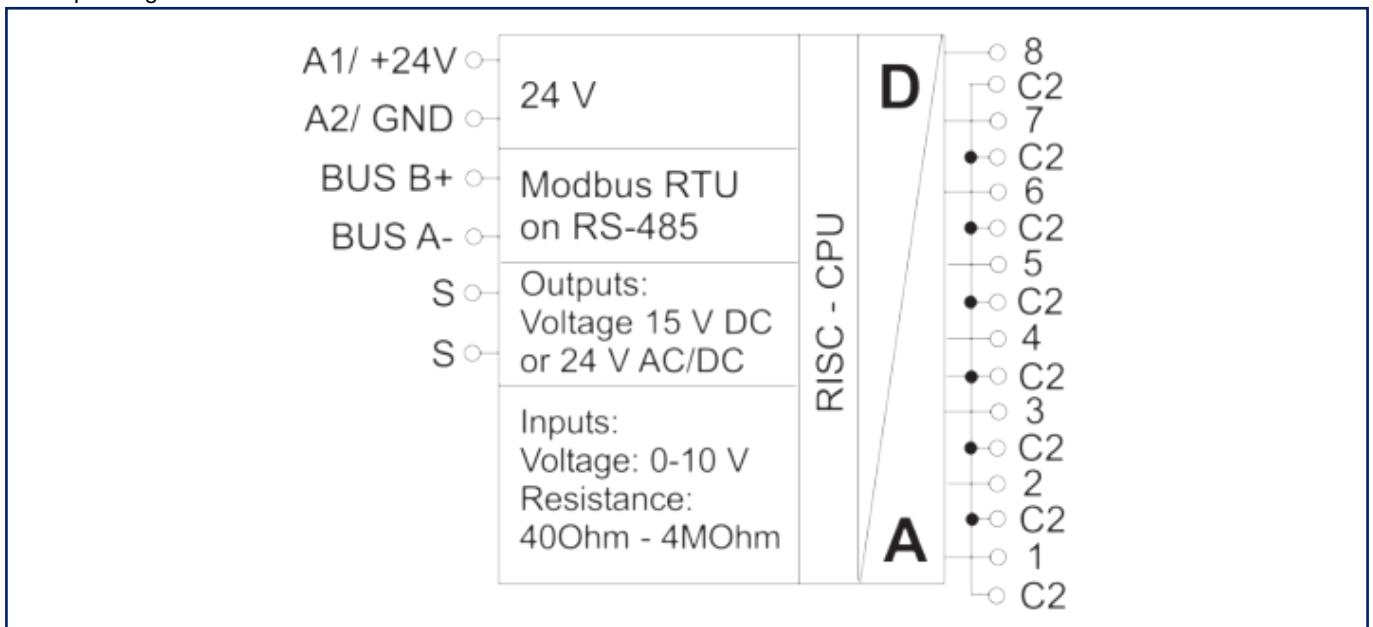 A1/ +24V
A2/ GND
BUS B+
BUS A-
S
S
24 V
Modbus RTU
on RS-485
Outputs:
Voltage 15 V DC
or 24 V AC/DC
Inputs:
Voltage: 0-10 V
Resistance:
40Ohm - 4MOhm
RISC - CPU
D
A
8
C2
7
C2
6
C2
5
C2
4
C2
3
C2
2
C2
1
C2